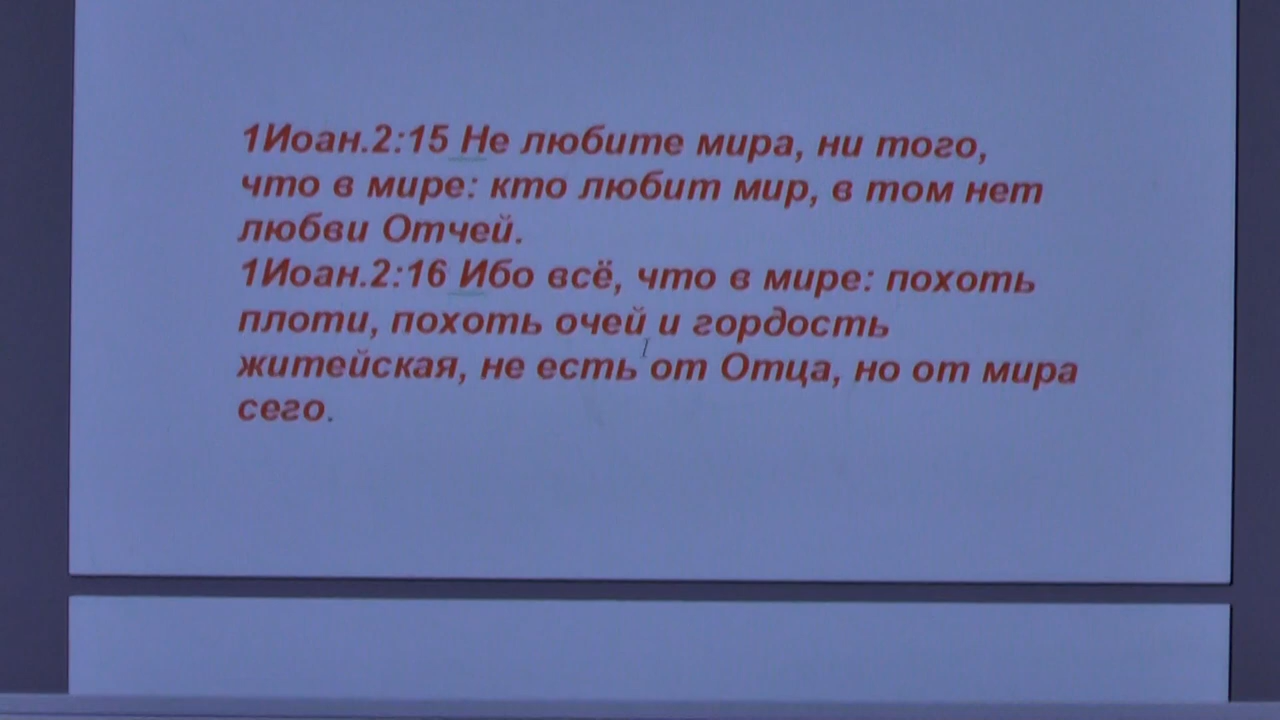 1Иоан.2:15 Не любите мира, ни того,
что в мире: кто любит мир, в том нет
любви Отчей.
1Иоан.2:16 Ибо всё, что в мире: похоть
плоти, похоть очей и гордость
житейская, не есть от Отца, но от мира
сего.